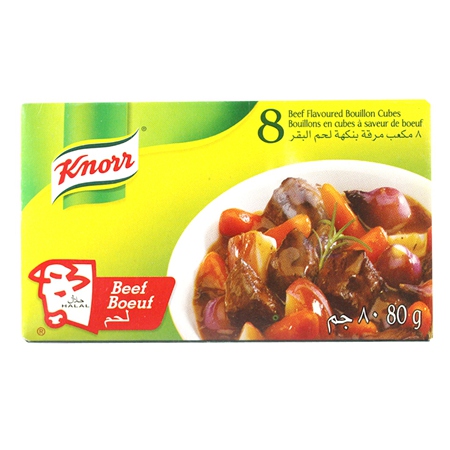 8
Beef Flavoured Bouillon Cubes
Bouillons en cubes à saveur de boeuf
٨ مكعب مرقة بنكهة لحم البقر
Knorr®
حلال
HALAL
®
Beef
Boeuf
لحم
٨٠ جم 80 g